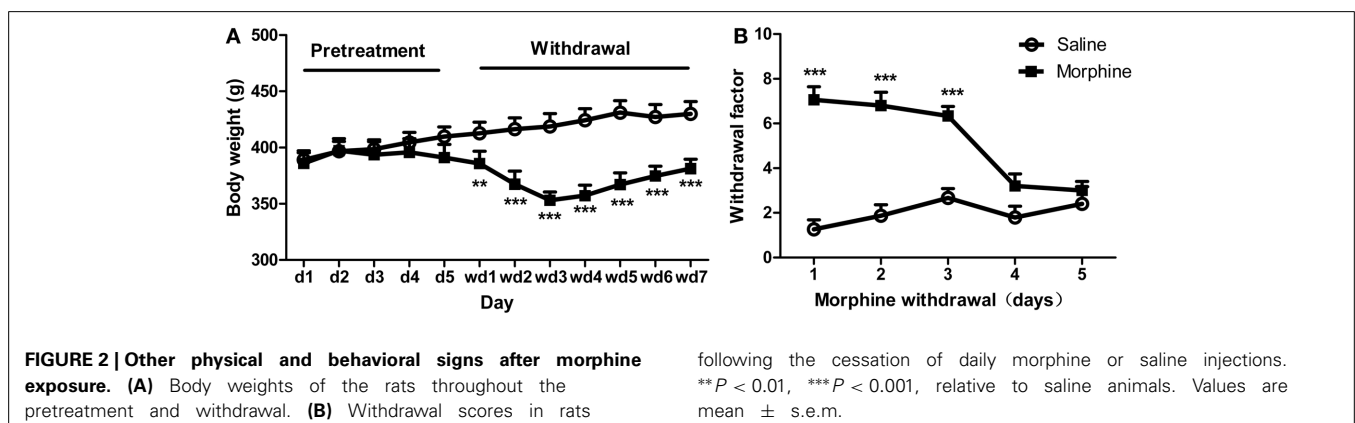 A
500
Pretreatment
Withdrawal
450
400
350
300
Body weight (g)
**
***
***
***
***
***
***
d1 d2 d3 d4 d5 wd1 wd2 wd3 wd4 wd5 wd6 wd7
Day
B
10
8
6
4
2
0
Withdrawal factor
***
***
***
Saline
Morphine
1 2 3 4 5
Morphine withdrawal（days）
FIGURE 2 | Other physical and behavioral signs after morphine
exposure. (A) Body weights of the rats throughout the
pretreatment and withdrawal. (B) Withdrawal scores in rats
following the cessation of daily morphine or saline injections.
**P < 0.01, ***P < 0.001, relative to saline animals. Values are
mean ± s.e.m.